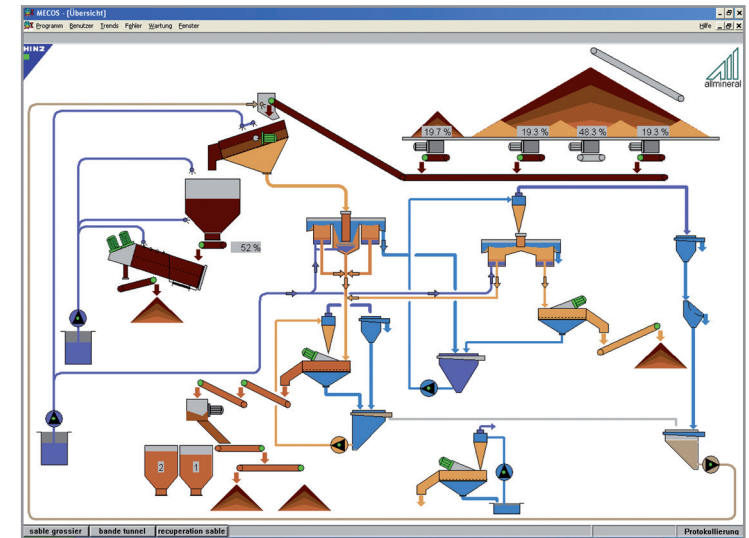 MECOS - [Übersicht]
Programm Benutzer Trends Fehler Wartung Fenster Hilfe
HINZ
allmineral
19.7 % 19.3 % 48.3 % 19.3 %
52 %
2 1
sable grossier bande tunnel recuperation sable Protokollierung